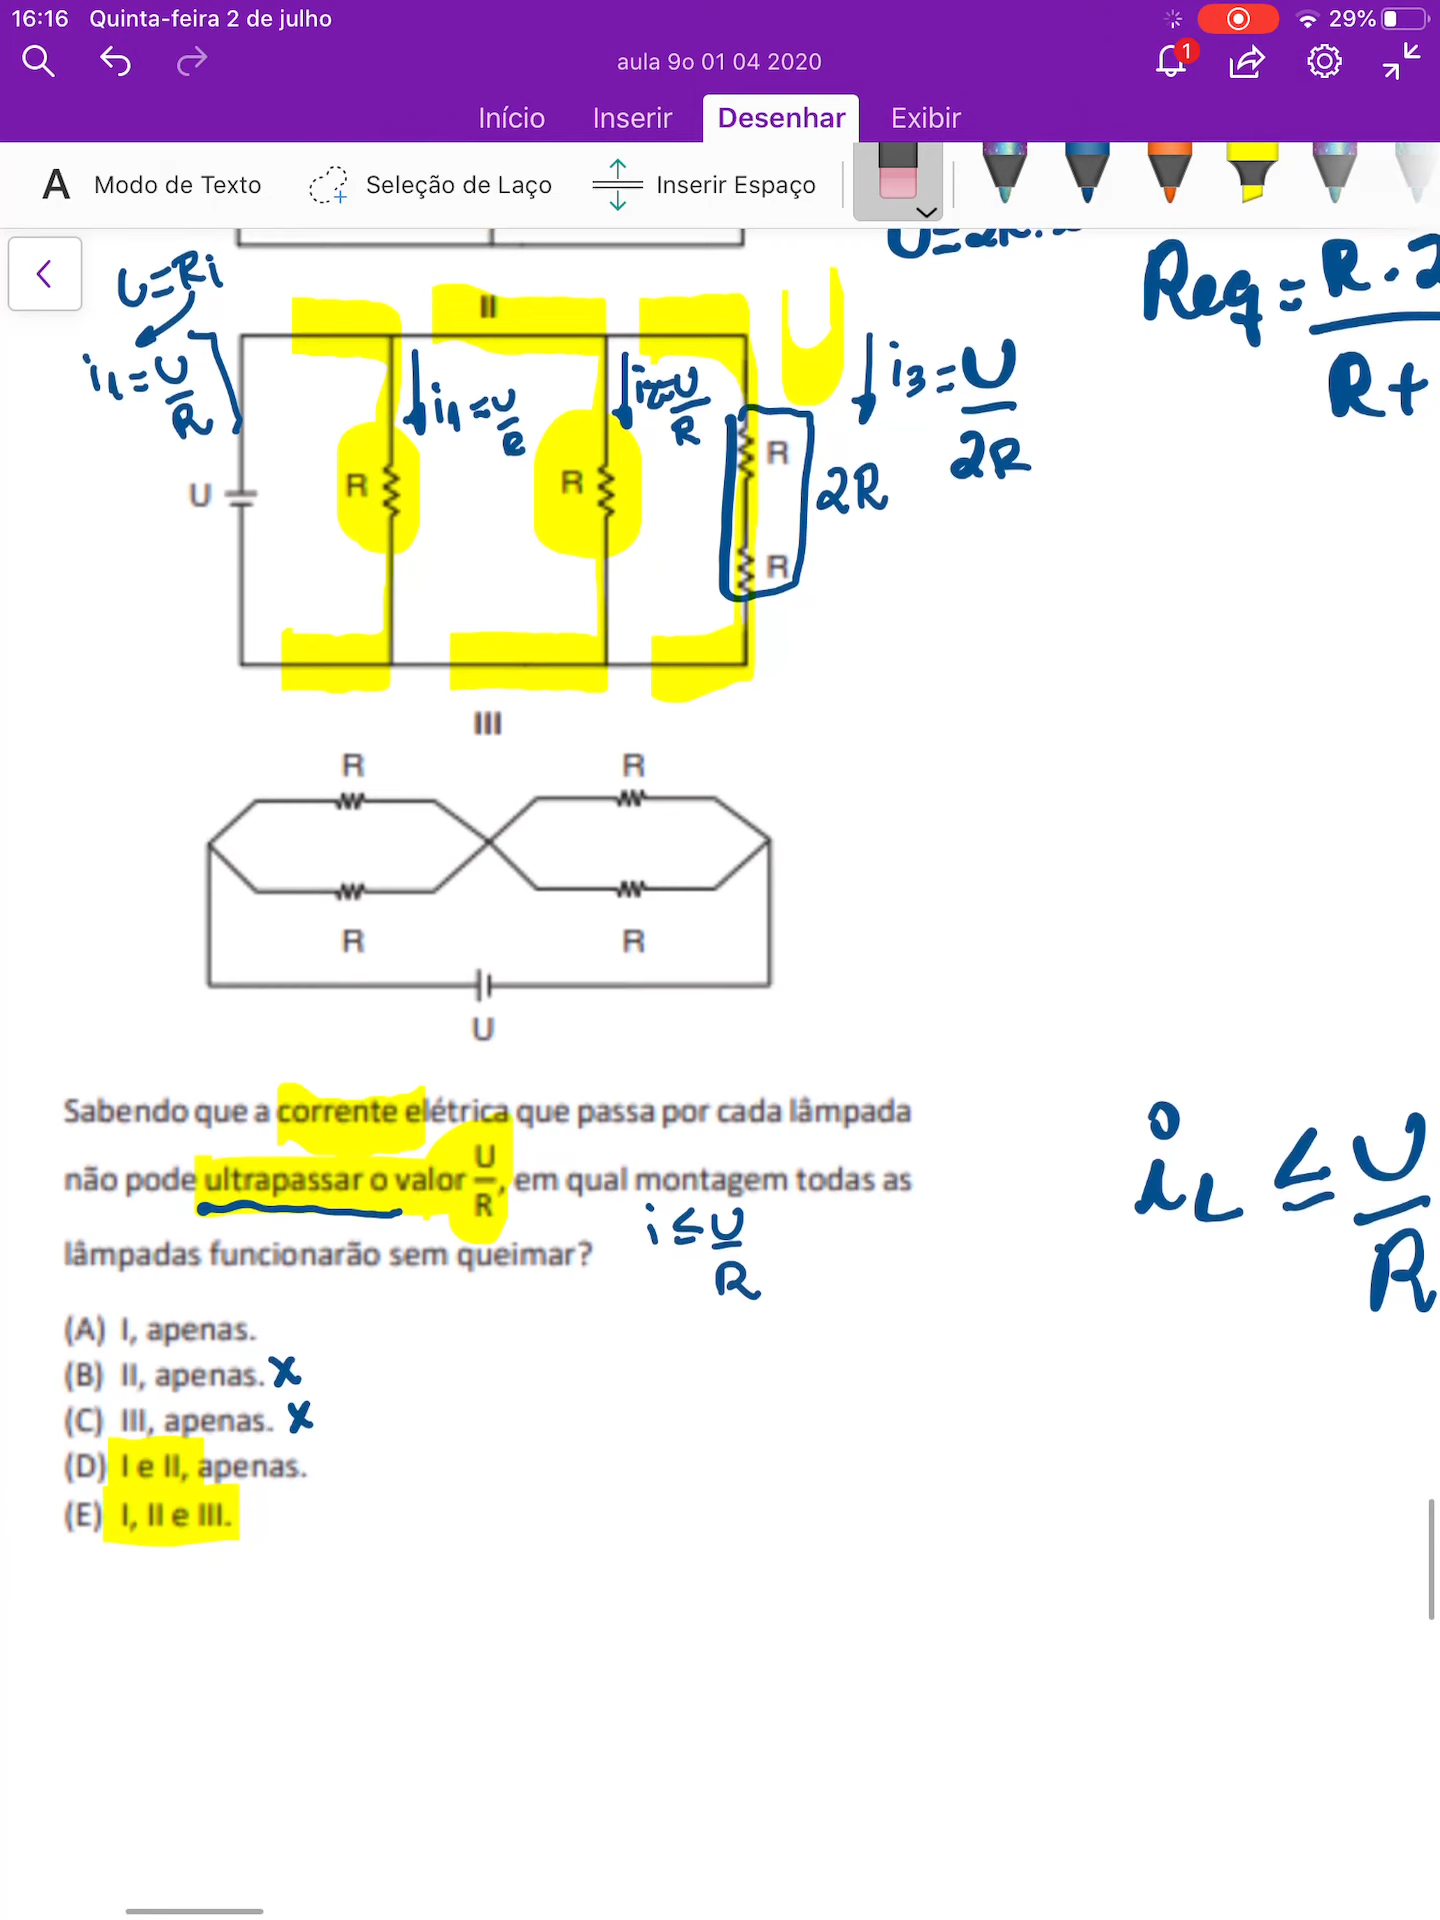 16:16 Quinta-feira 2 de julho 29%
aula 9o 01 04 2020
1
Início Inserir Desenhar Exibir
A Modo de Texto Seleção de Laço Inserir Espaço
U=Ri
II
Req = R.2
R+
i1=U
R
i1=U
R
U
R
i3=U
2R
U
R
R
R
2R
R
III
R R
R R
U
Sabendo que a corrente elétrica que passa por cada lâmpada
não pode ultrapassar o valor U/R, em qual montagem todas as
lâmpadas funcionarão sem queimar?
i≤U
R
iL ≤ U
R
(A) I, apenas.
(B) II, apenas. x
(C) III, apenas. x
(D) I e II, apenas.
(E) I, II e III.